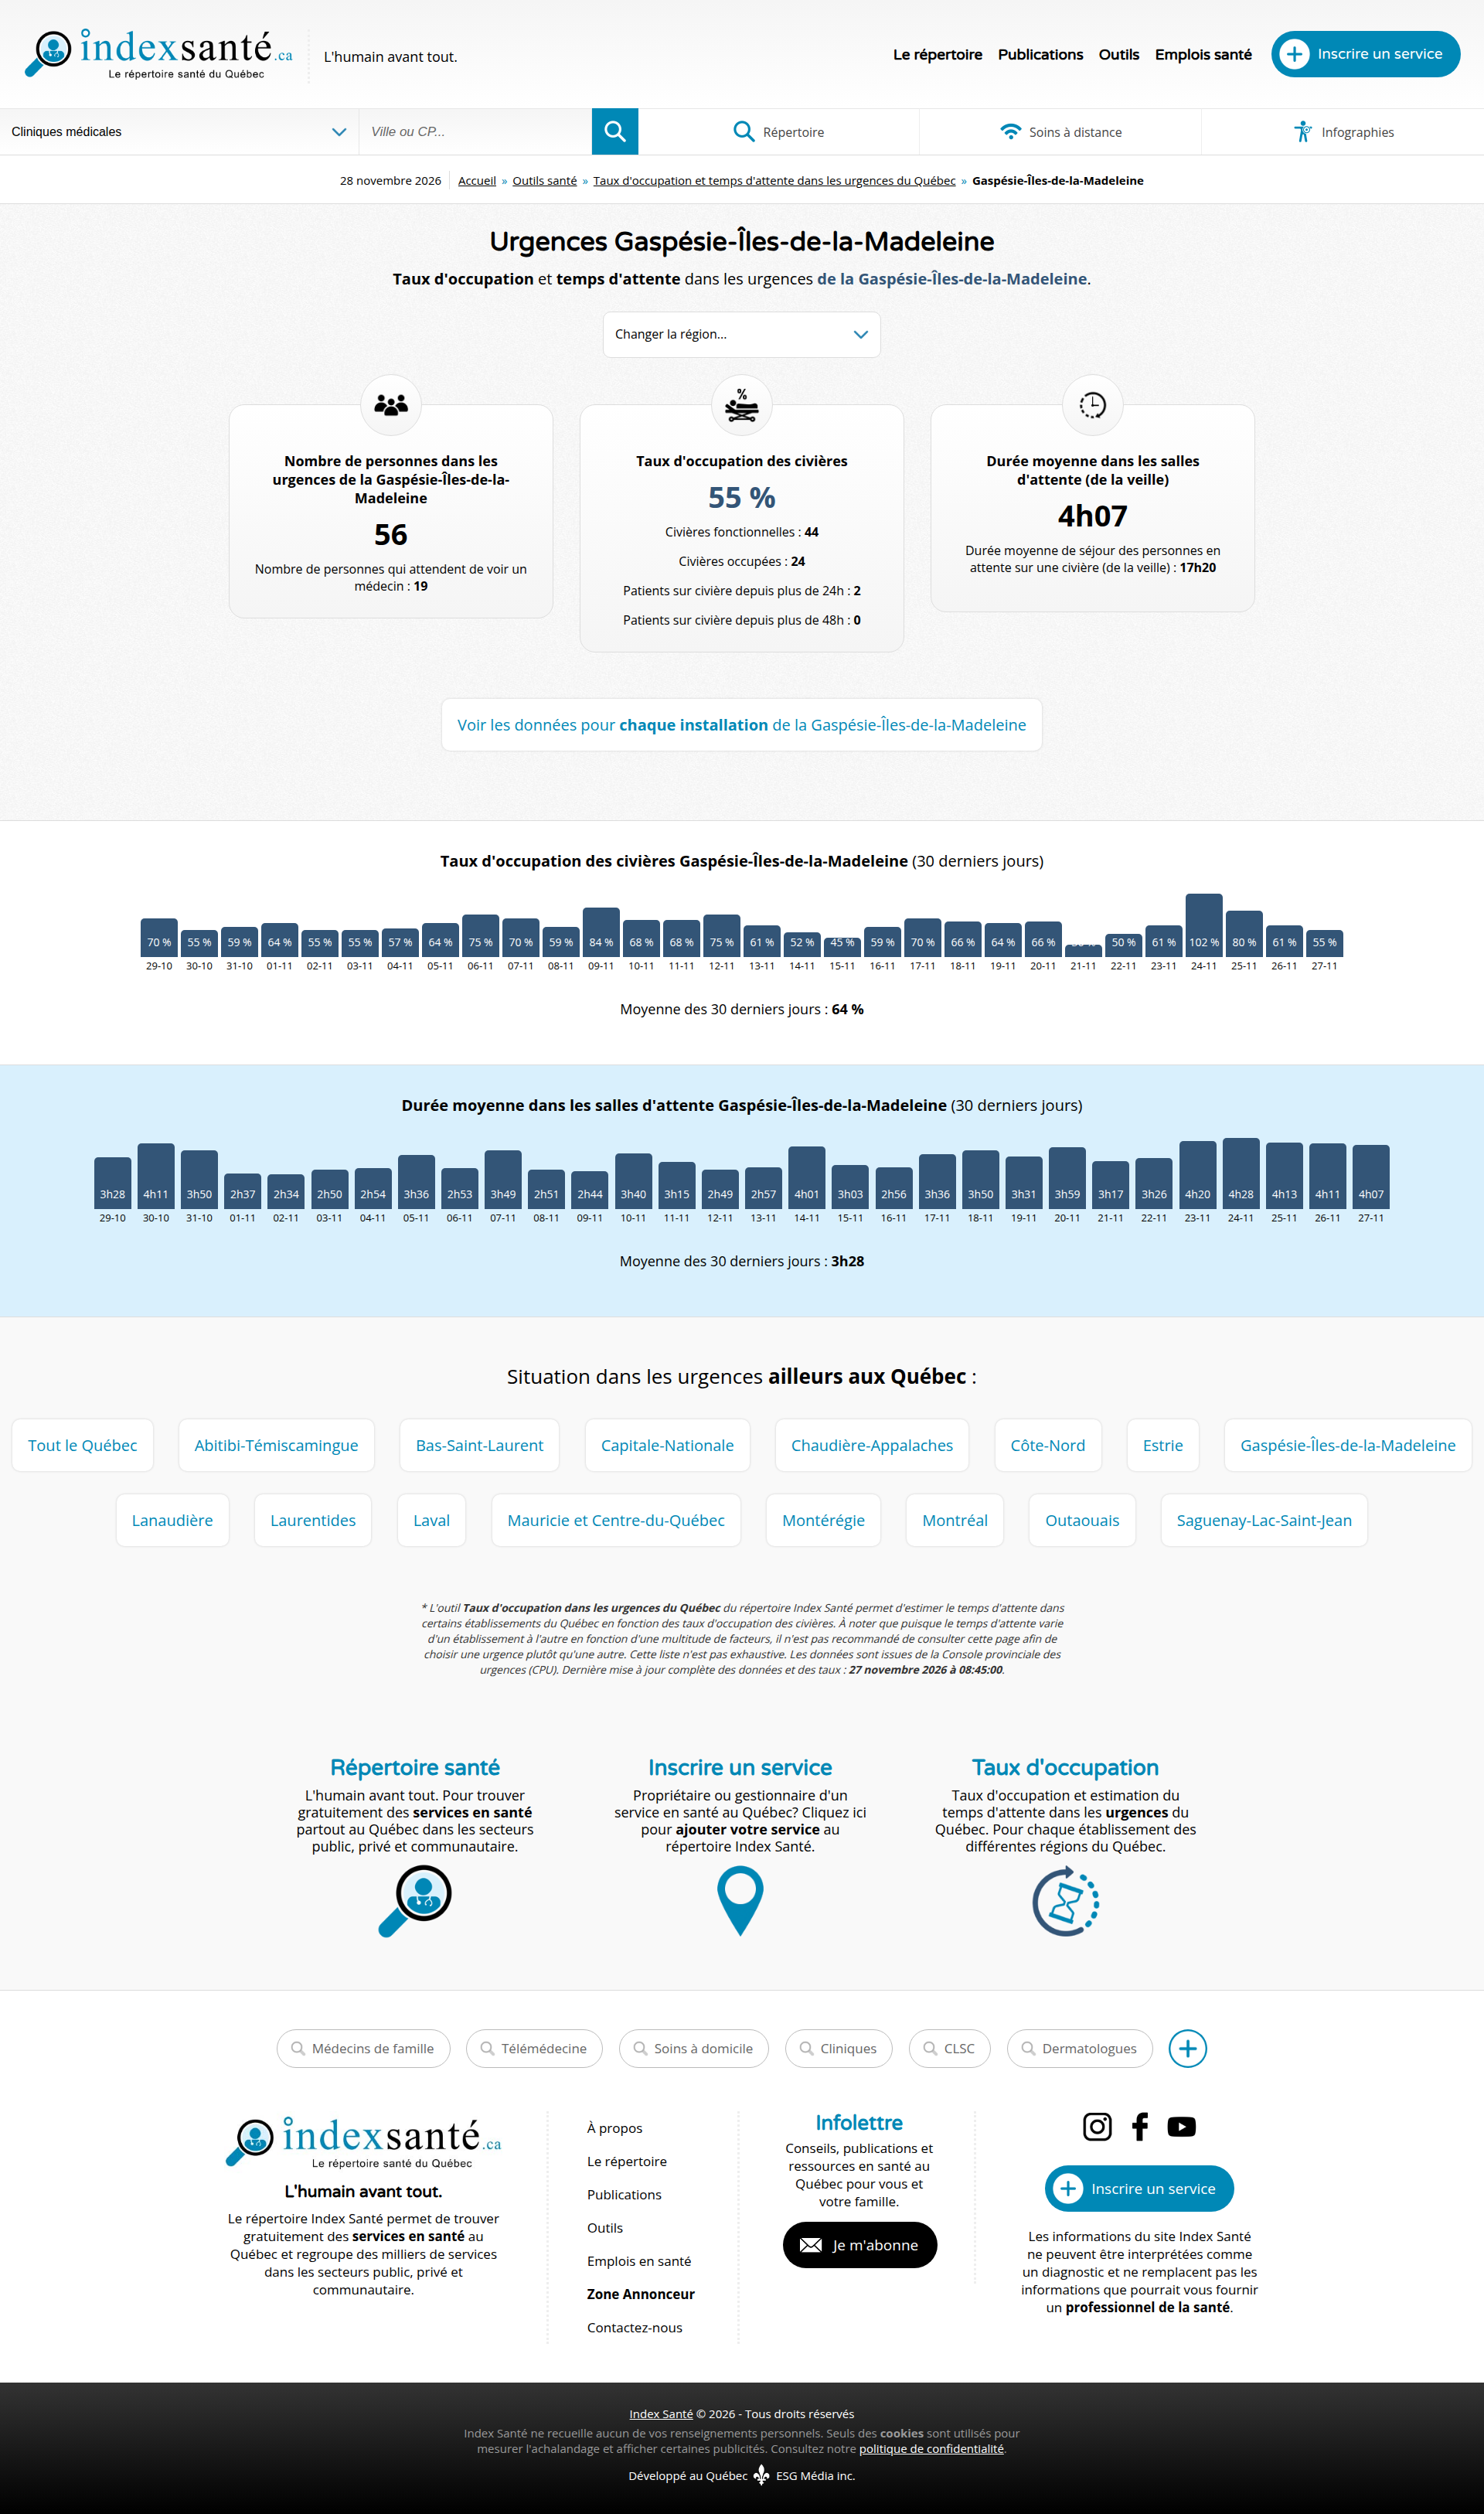 indexsanté.ca
Le répertoire santé du Québec
L'humain avant tout.
Le répertoire
Publications
Outils
Emplois santé
Inscrire un service
Cliniques médicales
Ville ou CP...
Répertoire
Soins à distance
Infographies
28 novembre 2026
Accueil » Outils santé » Taux d'occupation et temps d'attente dans les urgences du Québec » Gaspésie-Îles-de-la-Madeleine
Urgences Gaspésie-Îles-de-la-Madeleine
Taux d'occupation et temps d'attente dans les urgences de la Gaspésie-Îles-de-la-Madeleine.
Changer la région...
Nombre de personnes dans les
urgences de la Gaspésie-Îles-de-la-
Madeleine
56
Nombre de personnes qui attendent de voir un
médecin : 19
%
Taux d'occupation des civières
55 %
Civières fonctionnelles : 44
Civières occupées : 24
Patients sur civière depuis plus de 24h : 2
Patients sur civière depuis plus de 48h : 0
Durée moyenne dans les salles
d'attente (de la veille)
4h07
Durée moyenne de séjour des personnes en
attente sur une civière (de la veille) : 17h20
Voir les données pour chaque installation de la Gaspésie-Îles-de-la-Madeleine
Taux d'occupation des civières Gaspésie-Îles-de-la-Madeleine (30 derniers jours)
70 % 55 % 59 % 64 % 55 % 55 % 57 % 64 % 75 % 70 % 59 % 84 % 68 % 68 % 75 % 61 % 52 % 45 % 59 % 70 % 66 % 64 % 66 % 50 % 61 % 102 % 80 % 61 % 55 %
29-10 30-10 31-10 01-11 02-11 03-11 04-11 05-11 06-11 07-11 08-11 09-11 10-11 11-11 12-11 13-11 14-11 15-11 16-11 17-11 18-11 19-11 20-11 21-11 22-11 23-11 24-11 25-11 26-11 27-11
Moyenne des 30 derniers jours : 64 %
Durée moyenne dans les salles d'attente Gaspésie-Îles-de-la-Madeleine (30 derniers jours)
3h28 4h11 3h50 2h37 2h34 2h50 2h54 3h36 2h53 3h49 2h51 2h44 3h40 3h15 2h49 2h57 4h01 3h03 2h56 3h36 3h50 3h31 3h59 3h17 3h26 4h20 4h28 4h13 4h11 4h07
29-10 30-10 31-10 01-11 02-11 03-11 04-11 05-11 06-11 07-11 08-11 09-11 10-11 11-11 12-11 13-11 14-11 15-11 16-11 17-11 18-11 19-11 20-11 21-11 22-11 23-11 24-11 25-11 26-11 27-11
Moyenne des 30 derniers jours : 3h28
Situation dans les urgences ailleurs aux Québec :
Tout le Québec
Abitibi-Témiscamingue
Bas-Saint-Laurent
Capitale-Nationale
Chaudière-Appalaches
Côte-Nord
Estrie
Gaspésie-Îles-de-la-Madeleine
Lanaudière
Laurentides
Laval
Mauricie et Centre-du-Québec
Montérégie
Montréal
Outaouais
Saguenay-Lac-Saint-Jean
* L'outil Taux d'occupation dans les urgences du Québec du répertoire Index Santé permet d'estimer le temps d'attente dans
certains établissements du Québec en fonction des taux d'occupation des civières. À noter que puisque le temps d'attente varie
d'un établissement à l'autre en fonction d'une multitude de facteurs, il n'est pas recommandé de consulter cette page afin de
choisir une urgence plutôt qu'une autre. Cette liste n'est pas exhaustive. Les données sont issues de la Console provinciale des
urgences (CPU). Dernière mise à jour complète des données et des taux : 27 novembre 2026 à 08:45:00.
Répertoire santé
L'humain avant tout. Pour trouver
gratuitement des services en santé
partout au Québec dans les secteurs
public, privé et communautaire.
Inscrire un service
Propriétaire ou gestionnaire d'un
service en santé au Québec? Cliquez ici
pour ajouter votre service au
répertoire Index Santé.
Taux d'occupation
Taux d'occupation et estimation du
temps d'attente dans les urgences du
Québec. Pour chaque établissement des
différentes régions du Québec.
Médecins de famille
Télémédecine
Soins à domicile
Cliniques
CLSC
Dermatologues
indexsanté.ca
Le répertoire santé du Québec
L'humain avant tout.
Le répertoire Index Santé permet de trouver
gratuitement des services en santé au
Québec et regroupe des milliers de services
dans les secteurs public, privé et
communautaire.
À propos
Le répertoire
Publications
Outils
Emplois en santé
Zone Annonceur
Contactez-nous
Infolettre
Conseils, publications et
ressources en santé au
Québec pour vous et
votre famille.
Je m'abonne
Inscrire un service
Les informations du site Index Santé
ne peuvent être interprétées comme
un diagnostic et ne remplacent pas les
informations que pourrait vous fournir
un professionnel de la santé.
Index Santé © 2026 - Tous droits réservés
Index Santé ne recueille aucun de vos renseignements personnels. Seuls des cookies sont utilisés pour
mesurer l'achalandage et afficher certaines publicités. Consultez notre politique de confidentialité.
Développé au Québec ESG Média inc.